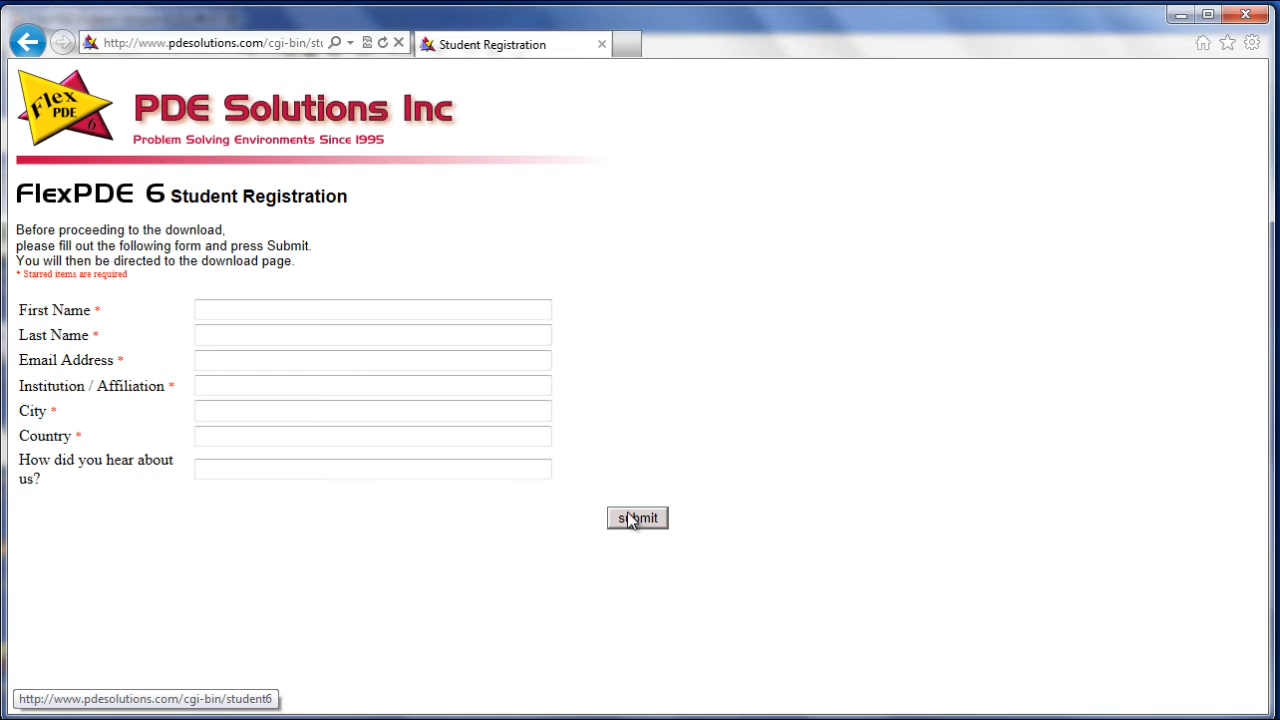 http://www.pdesolutions.com/cgi-bin/stu
Student Registration
Flex
PDE
6
PDE Solutions Inc
Problem Solving Environments Since 1995
FlexPDE 6 Student Registration
Before proceeding to the download,
please fill out the following form and press Submit.
You will then be directed to the download page.
* Starred items are required
First Name *
Last Name *
Email Address *
Institution / Affiliation *
City *
Country *
How did you hear about
us?
submit
http://www.pdesolutions.com/cgi-bin/student6